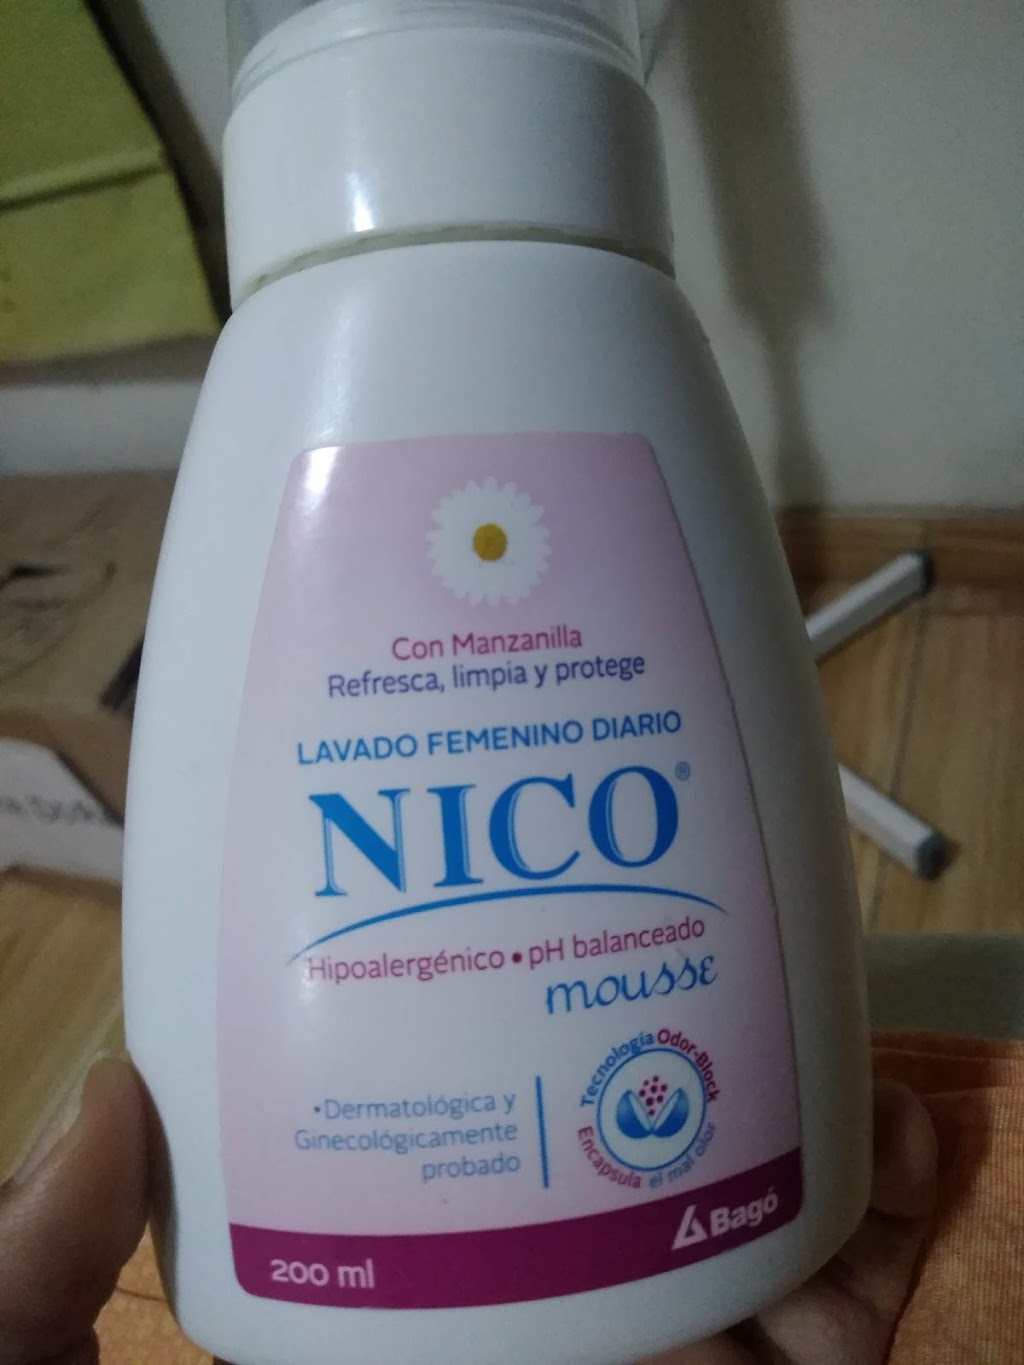 Con Manzanilla
Refresca, limpia y protege
LAVADO FEMENINO DIARIO
NICO®
Hipoalergénico • pH balanceado
mousse
Tecnología Odor-Block
Encapsula el mal olor
•Dermatológica y
Ginecológicamente
probado
Bagó
200 ml